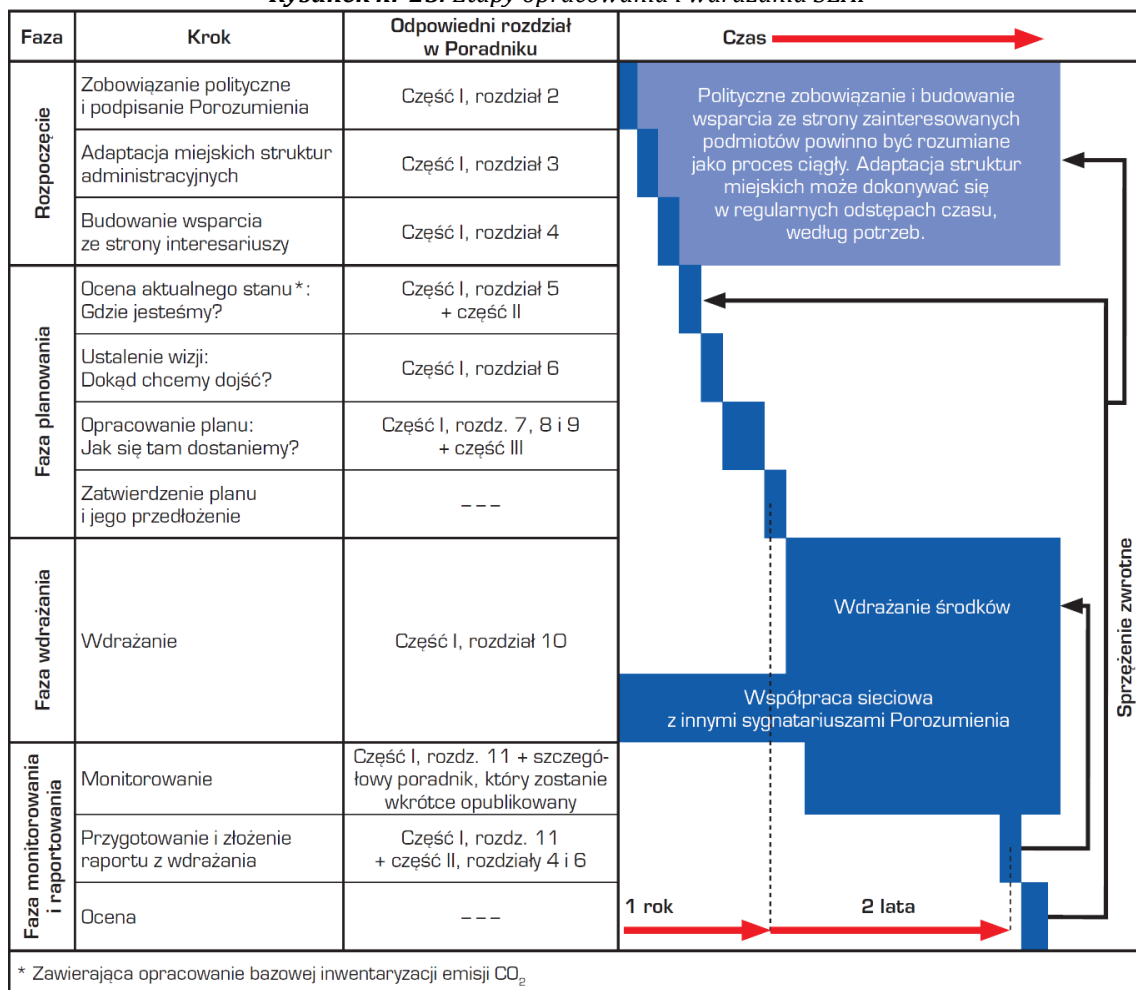 Faza
Krok
Odpowiedni rozdział
w Poradniku
Czas
Rozpoczęcie
Zobowiązanie polityczne
i podpisanie Porozumienia
Część I, rozdział 2
Adaptacja miejskich struktur
administracyjnych
Część I, rozdział 3
Budowanie wsparcia
ze strony interesariuszy
Część I, rozdział 4
Polityczne zobowiązanie i budowanie
wsparcia ze strony zainteresowanych
podmiotów powinno być rozumiane
jako proces ciągły. Adaptacja struktur
miejskich może dokonywać się
w regularnych odstępach czasu,
według potrzeb.
Faza planowania
Ocena aktualnego stanu*:
Gdzie jesteśmy?
Część I, rozdział 5
+ część II
Ustalenie wizji:
Dokąd chcemy dojść?
Część I, rozdział 6
Opracowanie planu:
Jak się tam dostaniemy?
Część I, rozdz. 7, 8 i 9
+ część III
Zatwierdzenie planu
i jego przedłożenie
– – –
Faza wdrażania
Wdrażanie
Część I, rozdział 10
Wdrażanie środków
Współpraca sieciowa
z innymi sygnatariuszami Porozumienia
Sprzężenie zwrotne
Faza monitorowania
i raportowania
Monitorowanie
Część I, rozdz. 11 + szczegó-
łowy poradnik, który zostanie
wkrótce opublikowany
Przygotowanie i złożenie
raportu z wdrażania
Część I, rozdz. 11
+ część II, rozdziały 4 i 6
Ocena
– – –
1 rok
2 lata
* Zawierająca opracowanie bazowej inwentaryzacji emisji CO₂